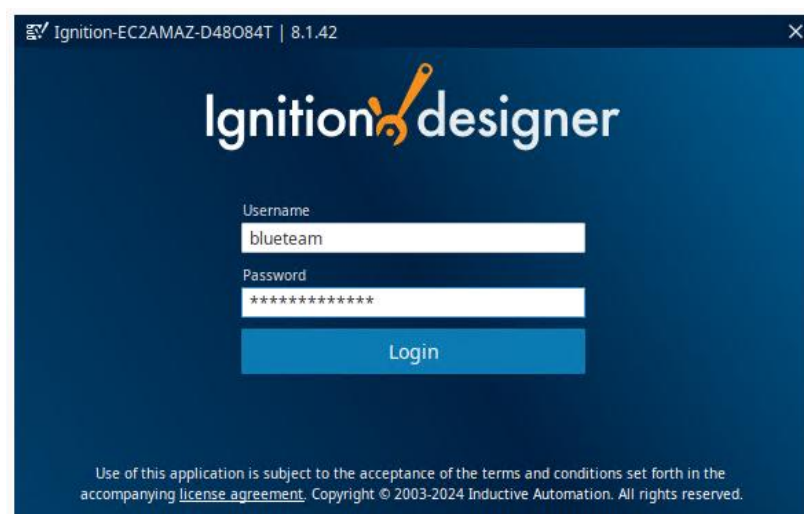 Ignition-EC2AMAZ-D48O84T | 8.1.42
Ignition designer
Username
blueteam
Password
*************
Login
Use of this application is subject to the acceptance of the terms and conditions set forth in the
accompanying license agreement. Copyright © 2003-2024 Inductive Automation. All rights reserved.